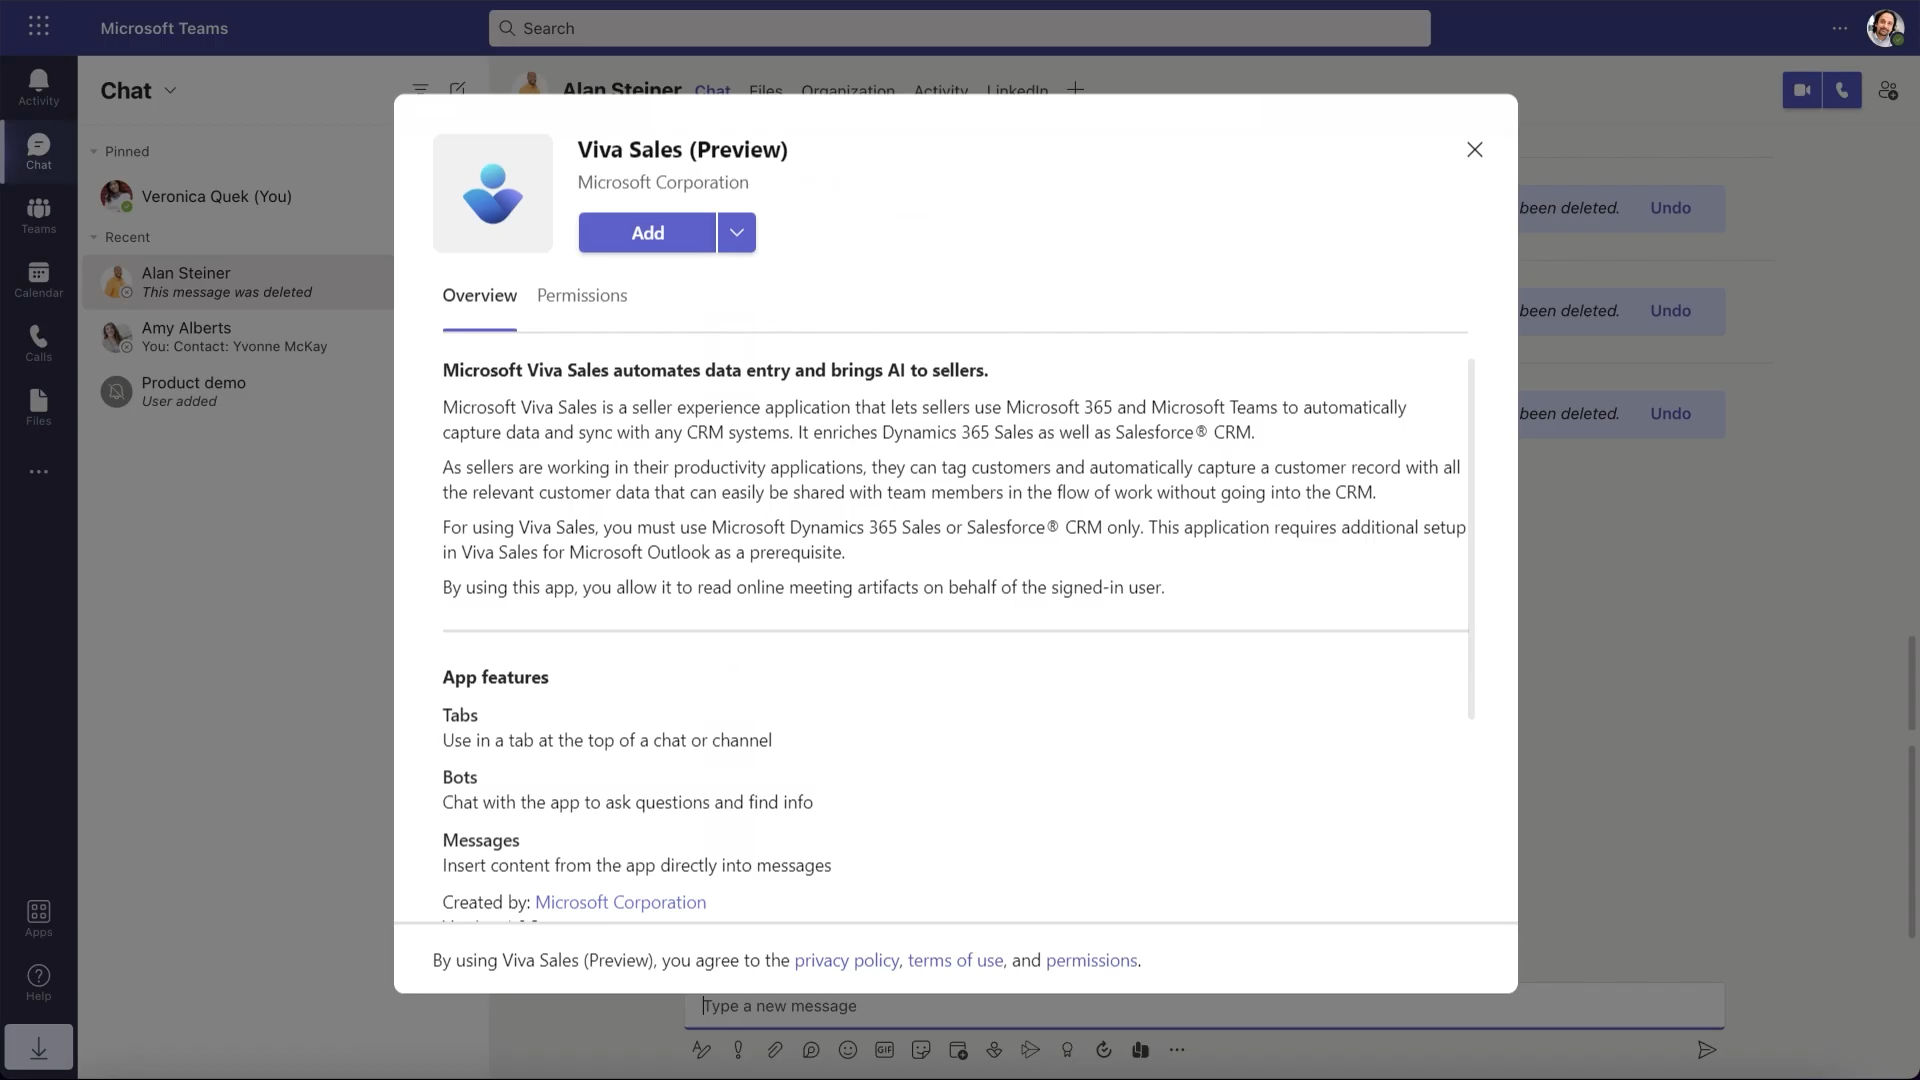 Microsoft Teams
Search
Activity
Chat
Teams
Calendar
Calls
Files
Apps
Help
Chat
Pinned
Veronica Quek (You)
Recent
Alan Steiner
This message was deleted
Amy Alberts
You: Contact: Yvonne McKay
Product demo
User added
Alan Steiner Chat Files Organization Activity LinkedIn
been deleted. Undo
been deleted. Undo
been deleted. Undo
Viva Sales (Preview)
Microsoft Corporation
Add
Overview Permissions
Microsoft Viva Sales automates data entry and brings AI to sellers.
Microsoft Viva Sales is a seller experience application that lets sellers use Microsoft 365 and Microsoft Teams to automatically
capture data and sync with any CRM systems. It enriches Dynamics 365 Sales as well as Salesforce® CRM.
As sellers are working in their productivity applications, they can tag customers and automatically capture a customer record with all
the relevant customer data that can easily be shared with team members in the flow of work without going into the CRM.
For using Viva Sales, you must use Microsoft Dynamics 365 Sales or Salesforce® CRM only. This application requires additional setup
in Viva Sales for Microsoft Outlook as a prerequisite.
By using this app, you allow it to read online meeting artifacts on behalf of the signed-in user.
App features
Tabs
Use in a tab at the top of a chat or channel
Bots
Chat with the app to ask questions and find info
Messages
Insert content from the app directly into messages
Created by: Microsoft Corporation
By using Viva Sales (Preview), you agree to the privacy policy, terms of use, and permissions.
Type a new message
GIF